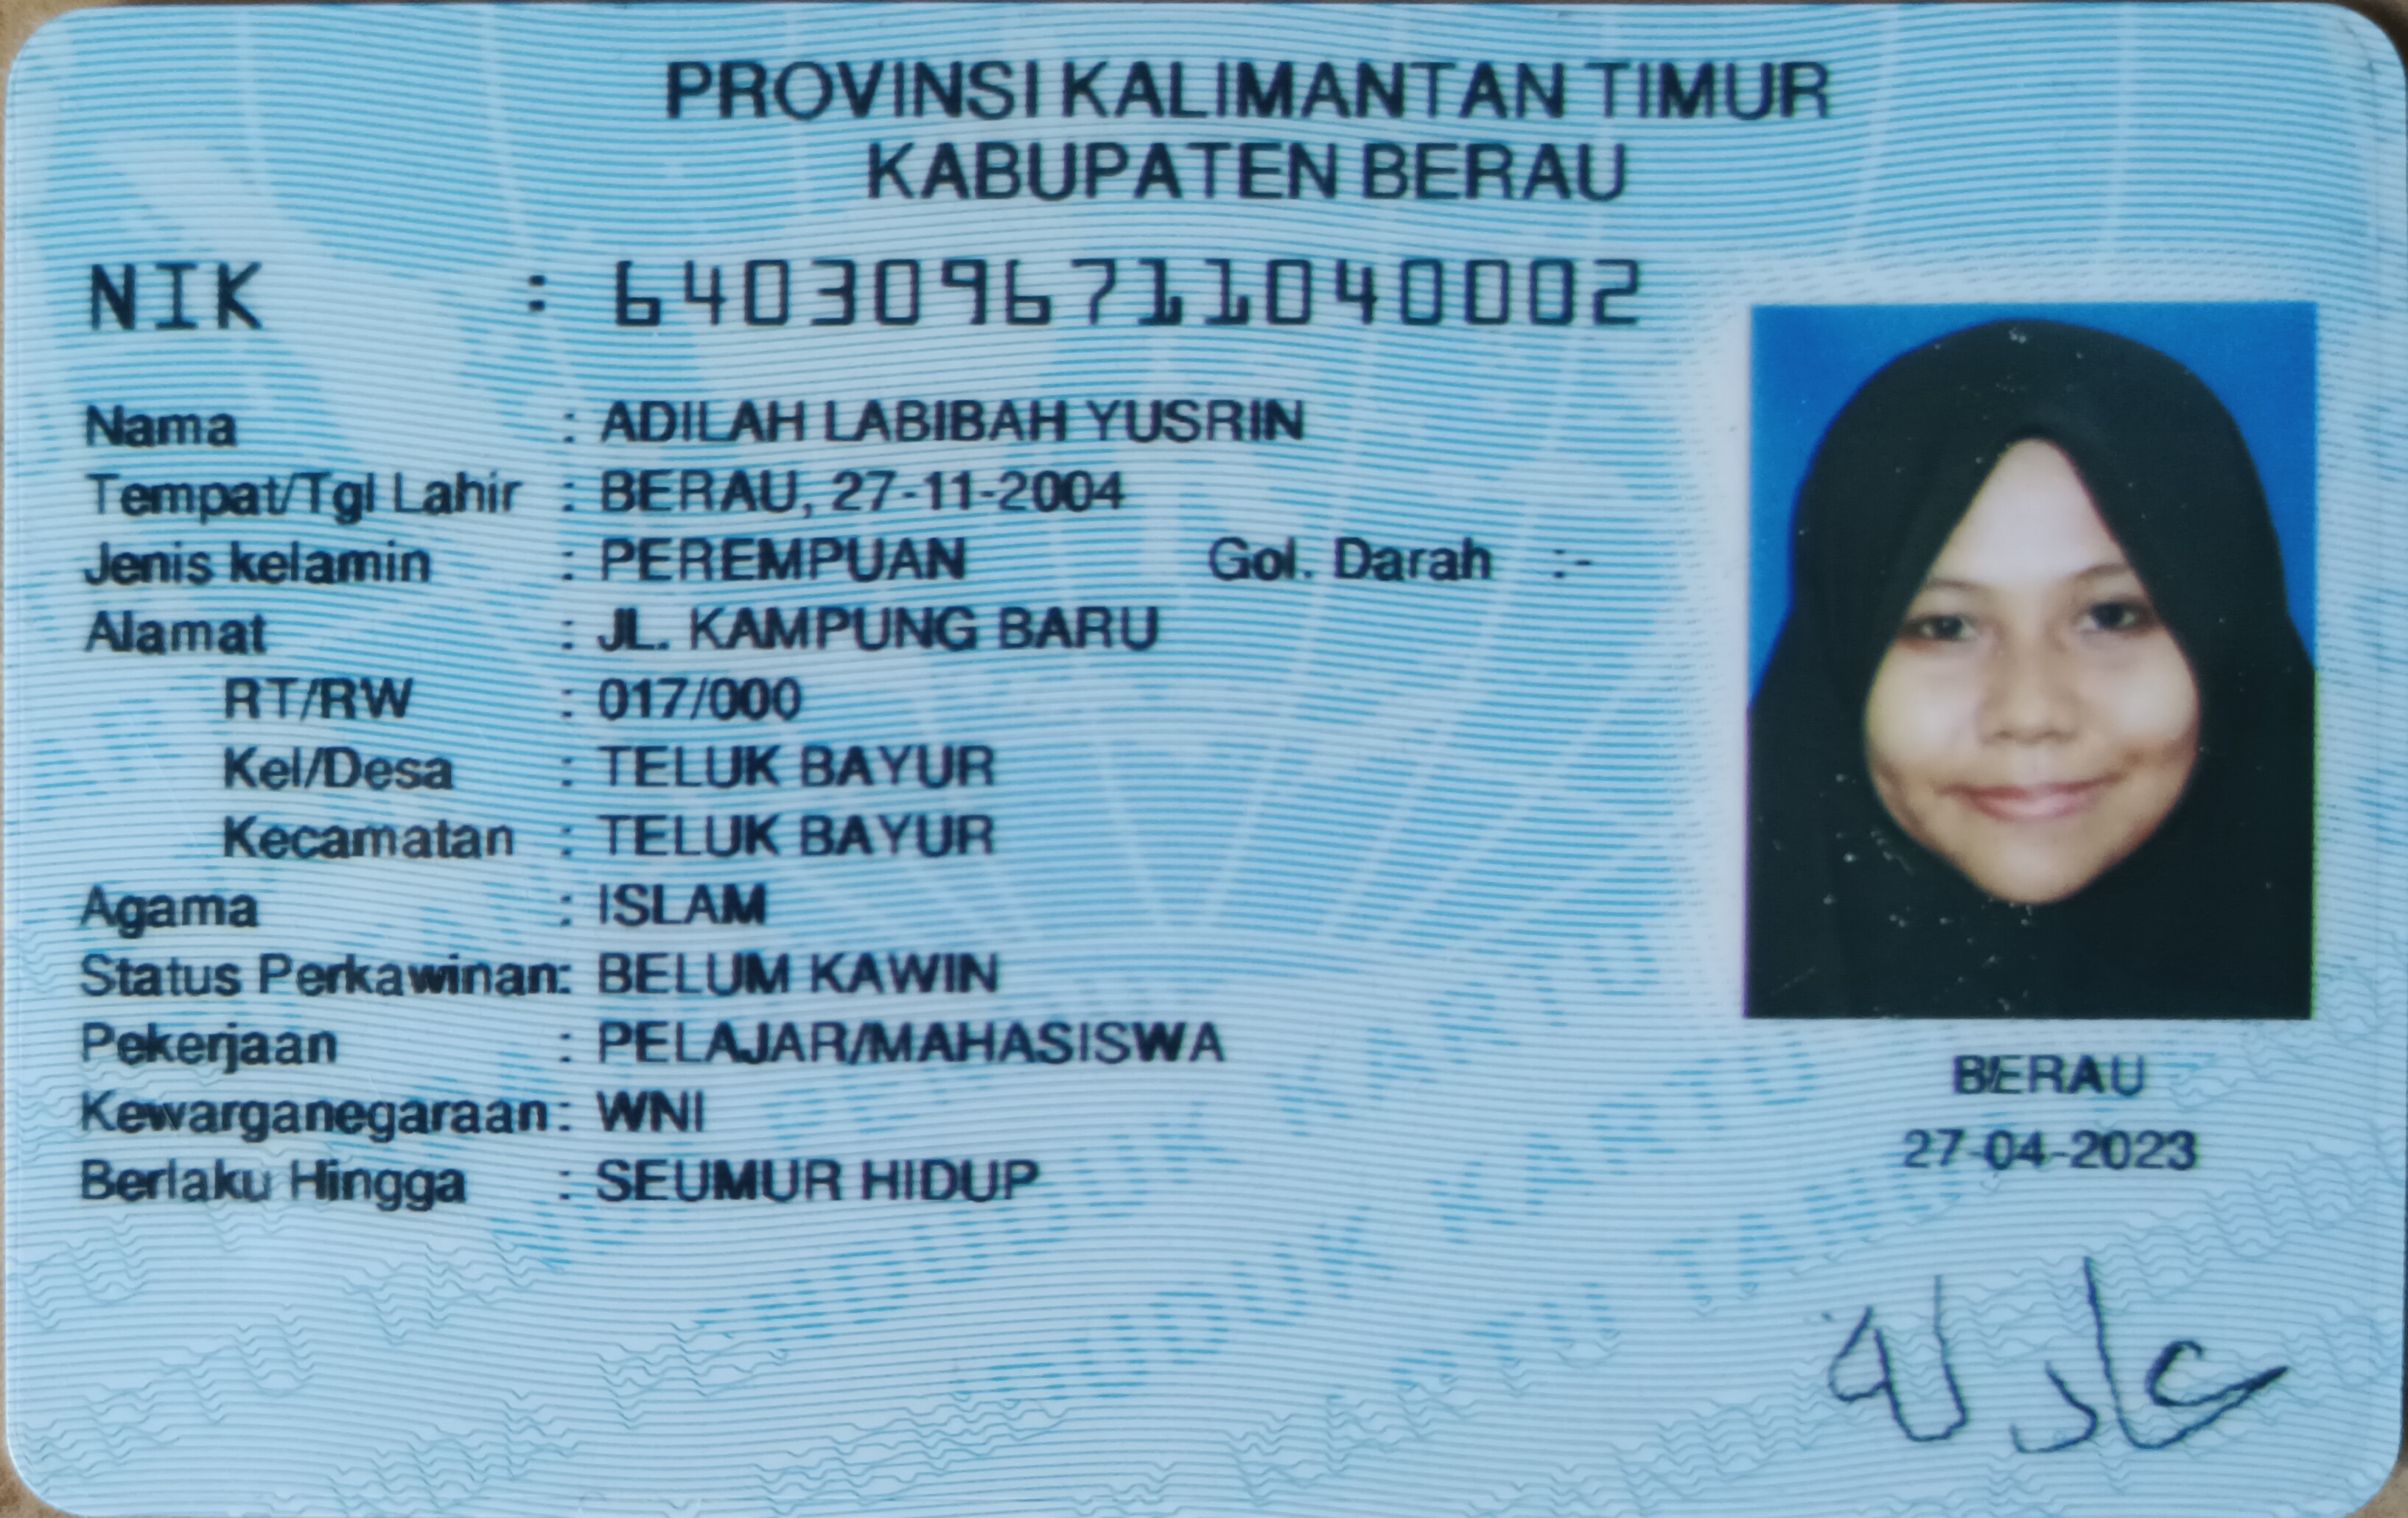 PROVINSI KALIMANTAN TIMUR
KABUPATEN BERAU
NIK : 6403096711040002
Nama : ADILAH LABIBAH YUSRIN
Tempat/Tgl Lahir : BERAU, 27-11-2004
Jenis kelamin : PEREMPUAN Gol. Darah :-
Alamat : JL. KAMPUNG BARU
RT/RW : 017/000
Kel/Desa : TELUK BAYUR
Kecamatan : TELUK BAYUR
Agama : ISLAM
Status Perkawinan: BELUM KAWIN
Pekerjaan : PELAJAR/MAHASISWA
Kewarganegaraan: WNI
Berlaku Hingga : SEUMUR HIDUP
BERAU
27-04-2023
عادلة